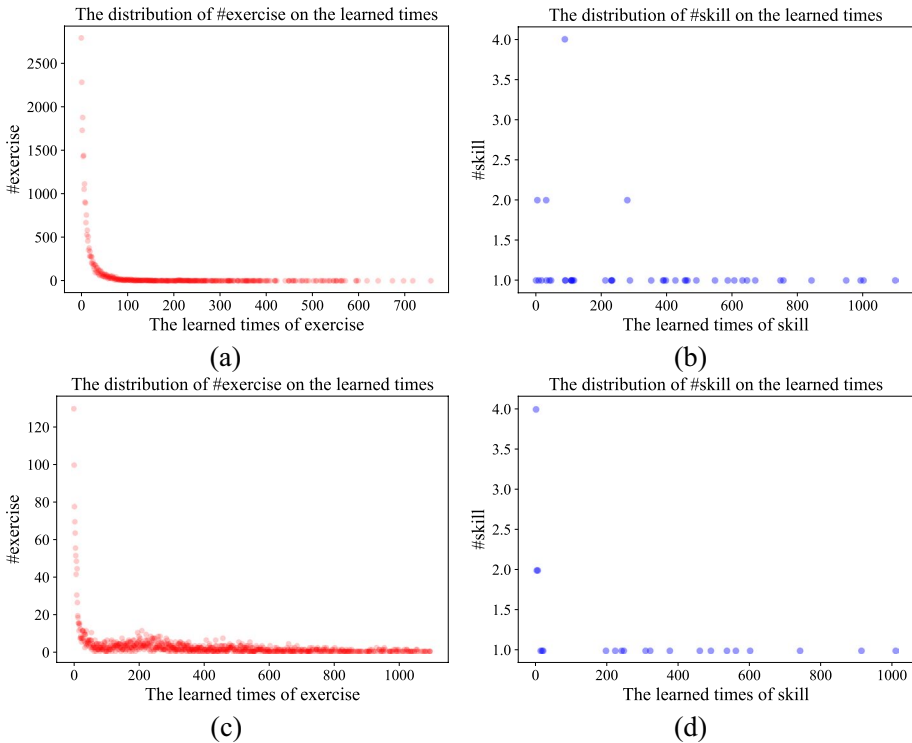 The distribution of #exercise on the learned times
#exercise
2500
2000
1500
1000
500
0
0 100 200 300 400 500 600 700
The learned times of exercise
(a)
The distribution of #skill on the learned times
#skill
4.0
3.5
3.0
2.5
2.0
1.5
1.0
0 200 400 600 800 1000
The learned times of skill
(b)
The distribution of #exercise on the learned times
#exercise
120
100
80
60
40
20
0
0 200 400 600 800 1000
The learned times of exercise
(c)
The distribution of #skill on the learned times
#skill
4.0
3.5
3.0
2.5
2.0
1.5
1.0
0 200 400 600 800 1000
The learned times of skill
(d)